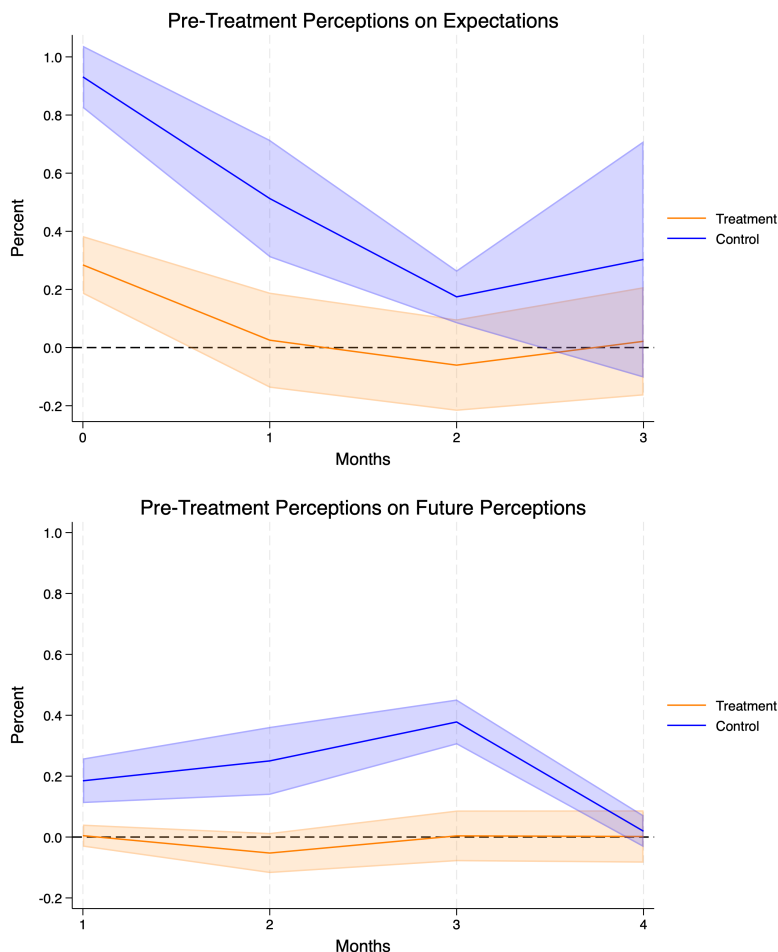 Pre-Treatment Perceptions on Expectations
1.0
0.8
0.6
0.4
0.2
0.0
-0.2
Percent
0 1 2 3
Months
Treatment
Control
Pre-Treatment Perceptions on Future Perceptions
1.0
0.8
0.6
0.4
0.2
0.0
-0.2
Percent
1 2 3 4
Months
Treatment
Control